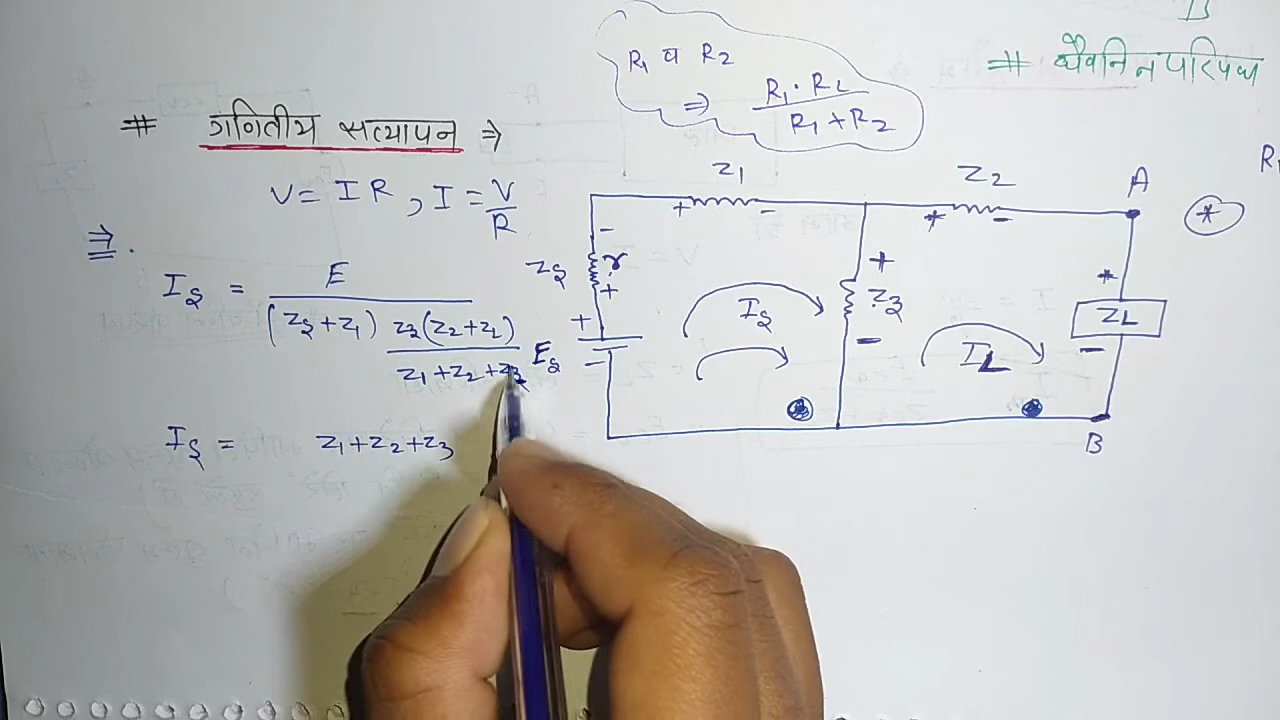 B
# थैवनिन परिपथ
R1 व R2
⇒ R1 · R2 / R1 + R2
# गणितीय सत्यापन ⇒
V = I R , I = V / R
⇒ .
IS = E / (ZS + Z1) Z3 (Z2 + ZL) / Z1 + Z2 + Z3
IS = Z1 + Z2 + Z3
Z1
Z2
A
*
+ - + -
ZS r
- +
+ -
ES
IS
+ Z3 -
IL
+ ZL -
B
R1